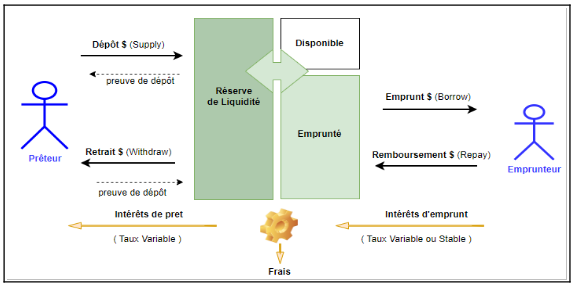 Dépôt $ (Supply)
preuve de dépôt
Prêteur
Retrait $ (Withdraw)
preuve de dépôt
Réserve
de Liquidité
Disponible
Emprunté
Emprunt $ (Borrow)
Remboursement $ (Repay)
Emprunteur
Intérêts de pret
( Taux Variable )
Intérêts d'emprunt
( Taux Variable ou Stable )
Frais